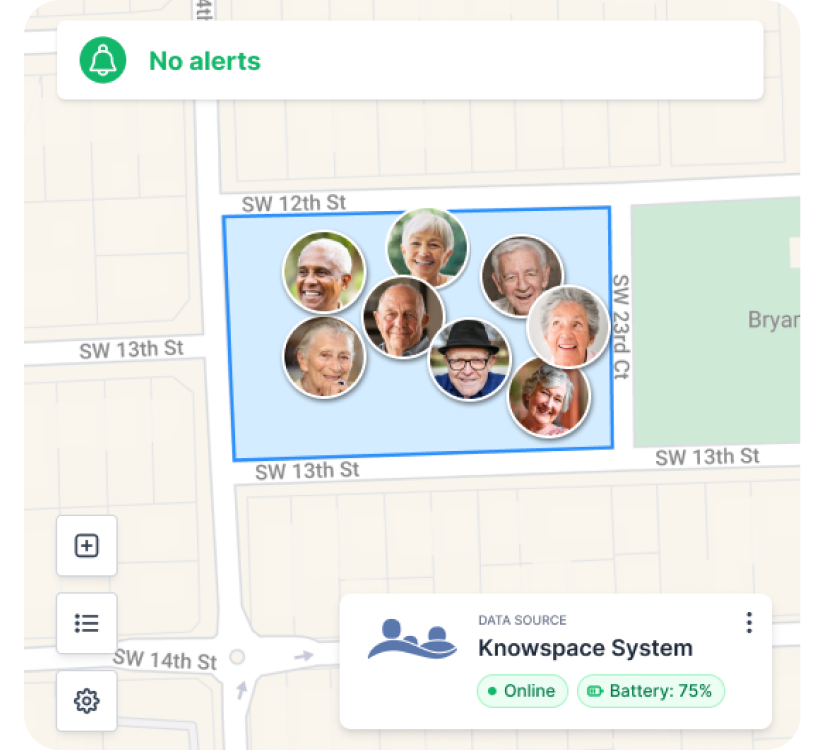 4th
No alerts
SW 12th St
SW 23rd Ct
Bryan
SW 13th St
SW 13th St
SW 13th St
SW 14th St
DATA SOURCE
Knowspace System
Online
Battery: 75%